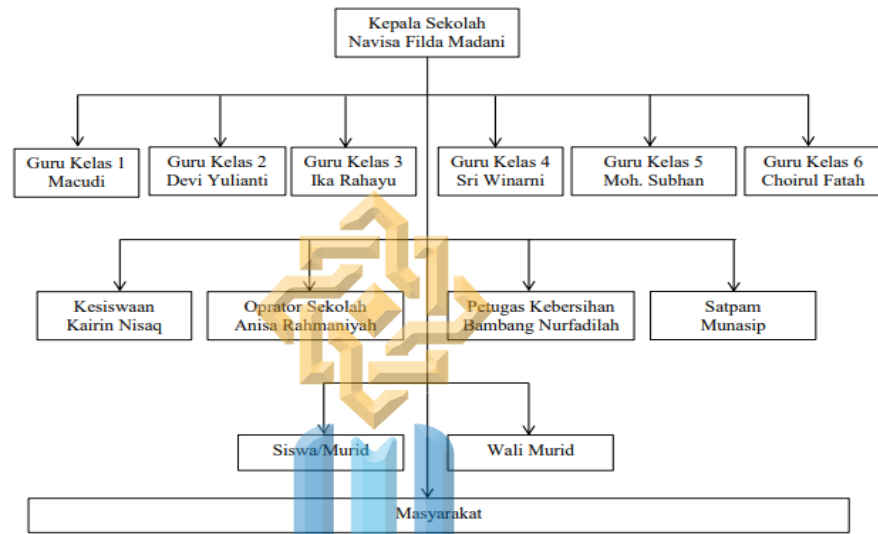 Kepala Sekolah
Navisa Filda Madani
Guru Kelas 1
Macudi
Guru Kelas 2
Devi Yulianti
Guru Kelas 3
Ika Rahayu
Guru Kelas 4
Sri Winarni
Guru Kelas 5
Moh. Subhan
Guru Kelas 6
Choirul Fatah
Kesiswaan
Kairin Nisaq
Oprator Sekolah
Anisa Rahmaniyah
Petugas Kebersihan
Bambang Nurfadilah
Satpam
Munasip
Siswa/Murid
Wali Murid
Masyarakat